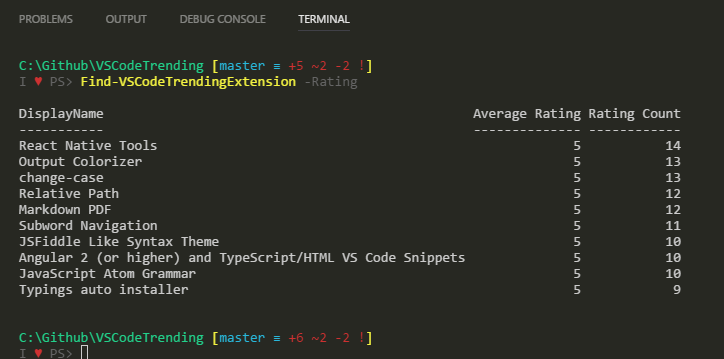 PROBLEMS OUTPUT DEBUG CONSOLE TERMINAL
C:\Github\VSCodeTrending [master ≡ +5 ~2 -2 !]
I ♥ PS> Find-VSCodeTrendingExtension -Rating
DisplayName Average Rating Rating Count
----------- -------------- ------------
React Native Tools 5 14
Output Colorizer 5 13
change-case 5 13
Relative Path 5 12
Markdown PDF 5 12
Subword Navigation 5 11
JSFiddle Like Syntax Theme 5 10
Angular 2 (or higher) and TypeScript/HTML VS Code Snippets 5 10
JavaScript Atom Grammar 5 10
Typings auto installer 5 9
C:\Github\VSCodeTrending [master ≡ +6 ~2 -2 !]
I ♥ PS>